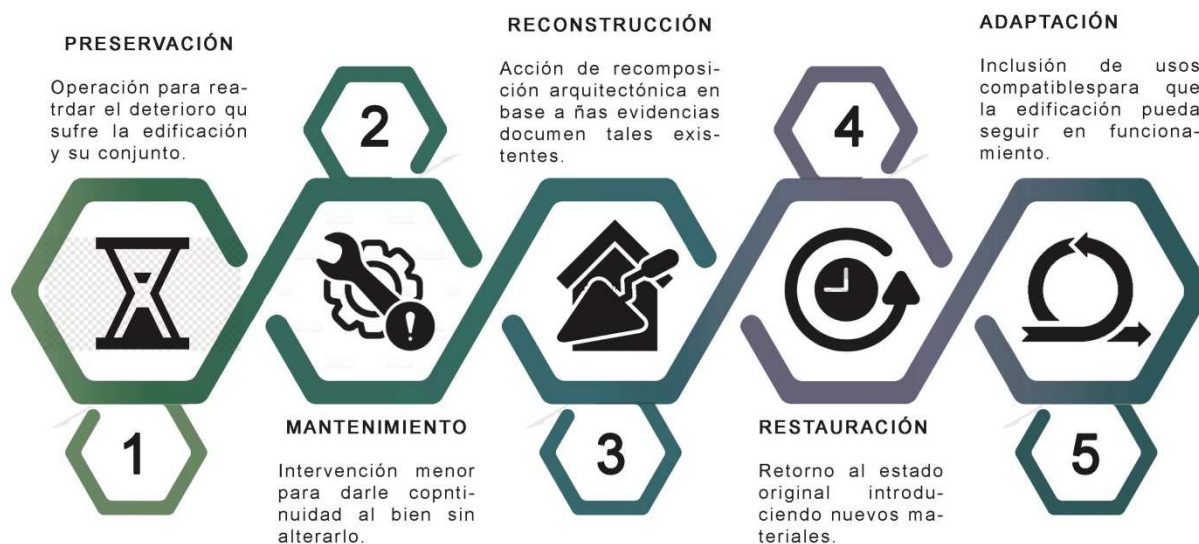 PRESERVACIÓN
Operación para rea-
trdar el deterioro qu
sufre la edificación
y su conjunto.
1
2
MANTENIMIENTO
Intervención menor
para darle copnti-
nuidad al bien sin
alterarlo.
RECONSTRUCCIÓN
Acción de recomposi-
ción arquitectónica en
base a ñas evidencias
documen tales exis-
tentes.
3
4
RESTAURACIÓN
Retorno al estado
original introdu-
ciendo nuevos ma-
teriales.
ADAPTACIÓN
Inclusión de usos
compatiblespara que
la edificación pueda
seguir en funciona-
miento.
5